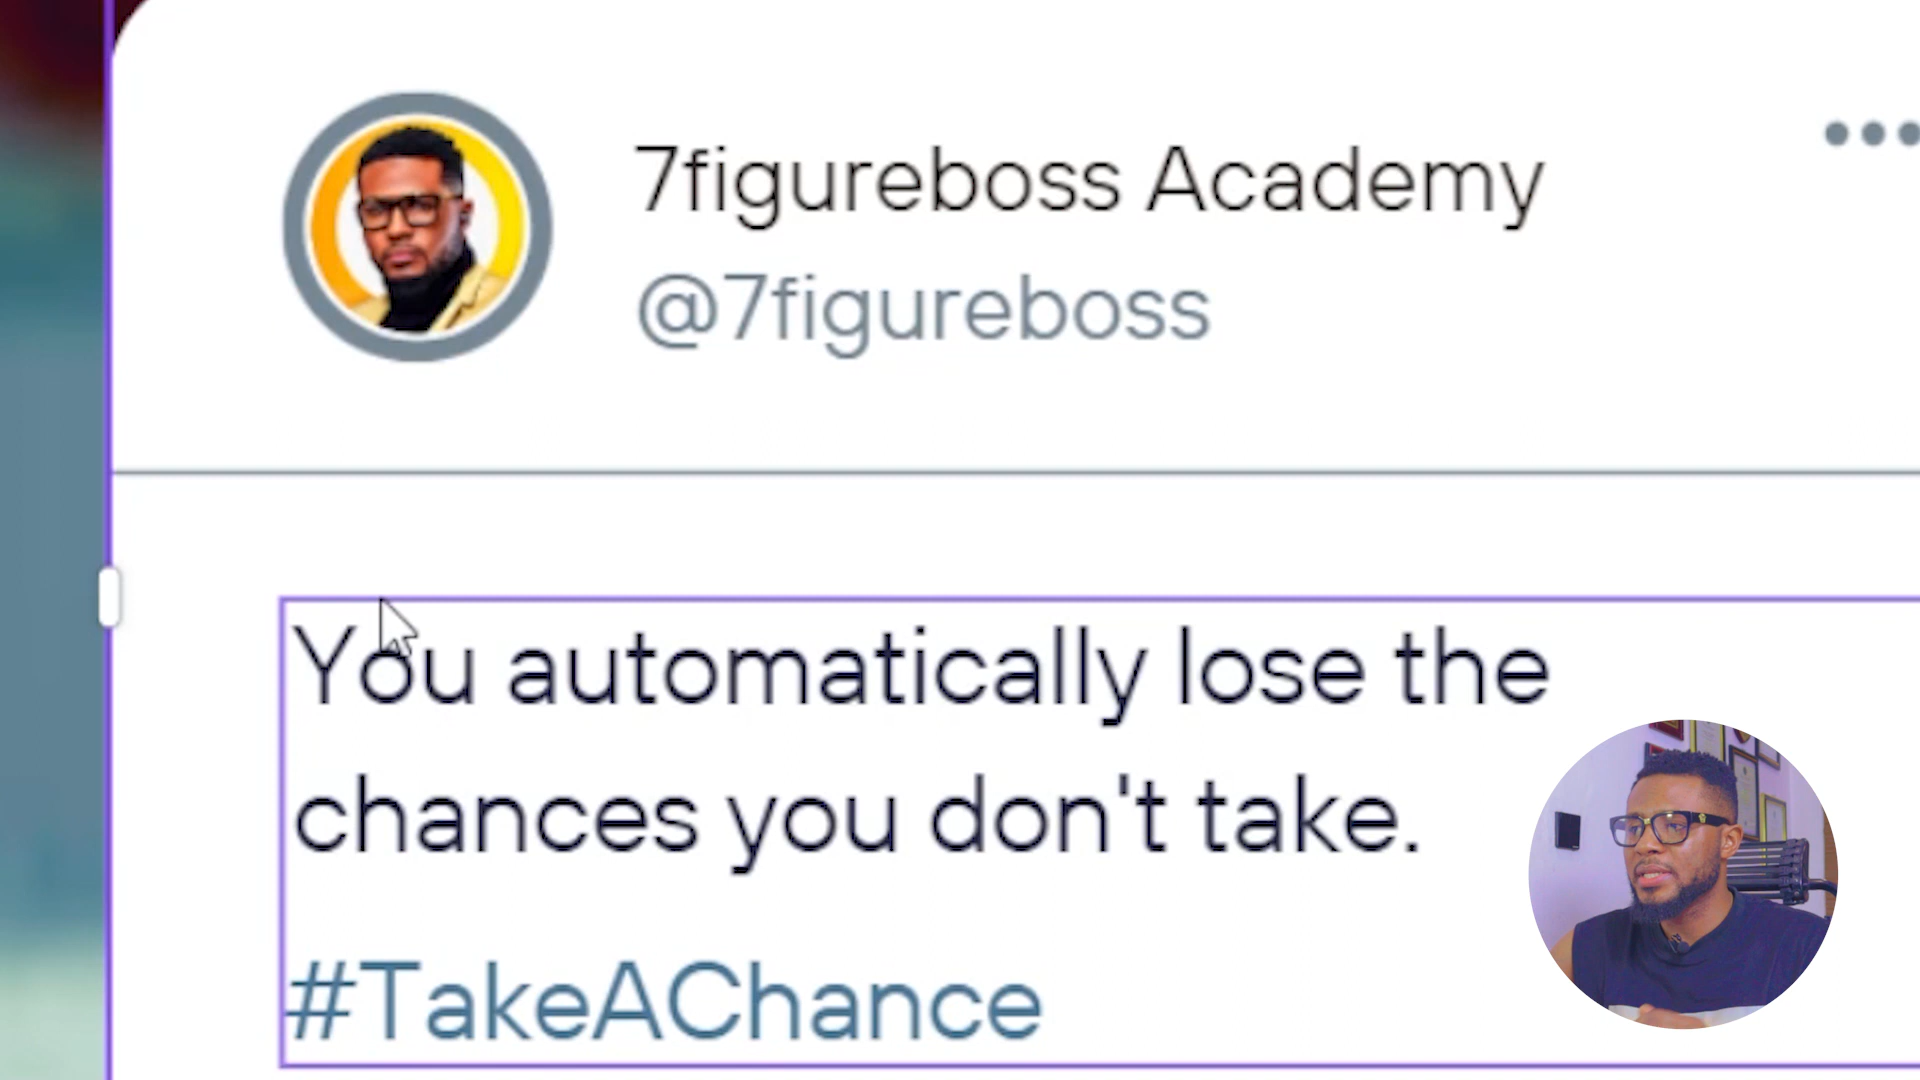 7figureboss Academy
@7figureboss
You automatically lose the
chances you don't take.
#TakeAChance